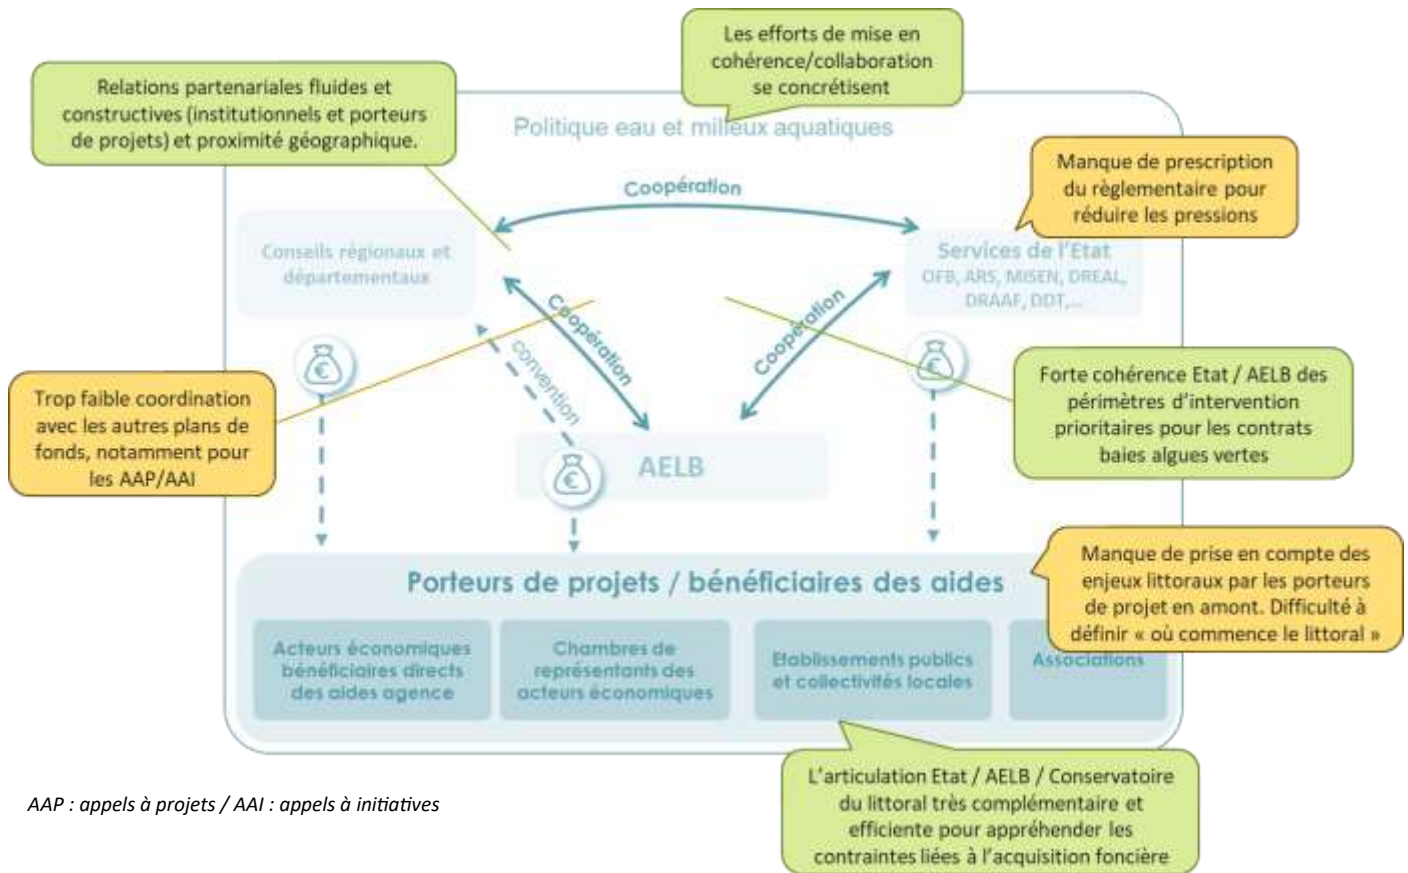 Les efforts de mise en
cohérence/collaboration
se concrétisent
Relations partenariales fluides et
constructives (institutionnels et porteurs
de projets) et proximité géographique.
Politique eau et milieux aquatiques
Manque de prescription
du règlementaire pour
réduire les pressions
Coopération
Conseils régionaux et
départementaux
Services de l'Etat
OFB, ARS, MISEN, DREAL,
DRAAF, DDT,...
Coopération
convention
Coopération
Trop faible coordination
avec les autres plans de
fonds, notamment pour
les AAP/AAI
Forte cohérence Etat / AELB des
périmètres d'intervention
prioritaires pour les contrats
baies algues vertes
AELB
Manque de prise en compte des
enjeux littoraux par les porteurs
de projet en amont. Difficulté à
définir « où commence le littoral »
Porteurs de projets / bénéficiaires des aides
Acteurs économiques
bénéficiaires directs
des aides agence
Chambres de
représentants des
acteurs économiques
Etablissements publics
et collectivités locales
Associations
L'articulation Etat / AELB / Conservatoire
du littoral très complémentaire et
efficiente pour appréhender les
contraintes liées à l'acquisition foncière
AAP : appels à projets / AAI : appels à initiatives